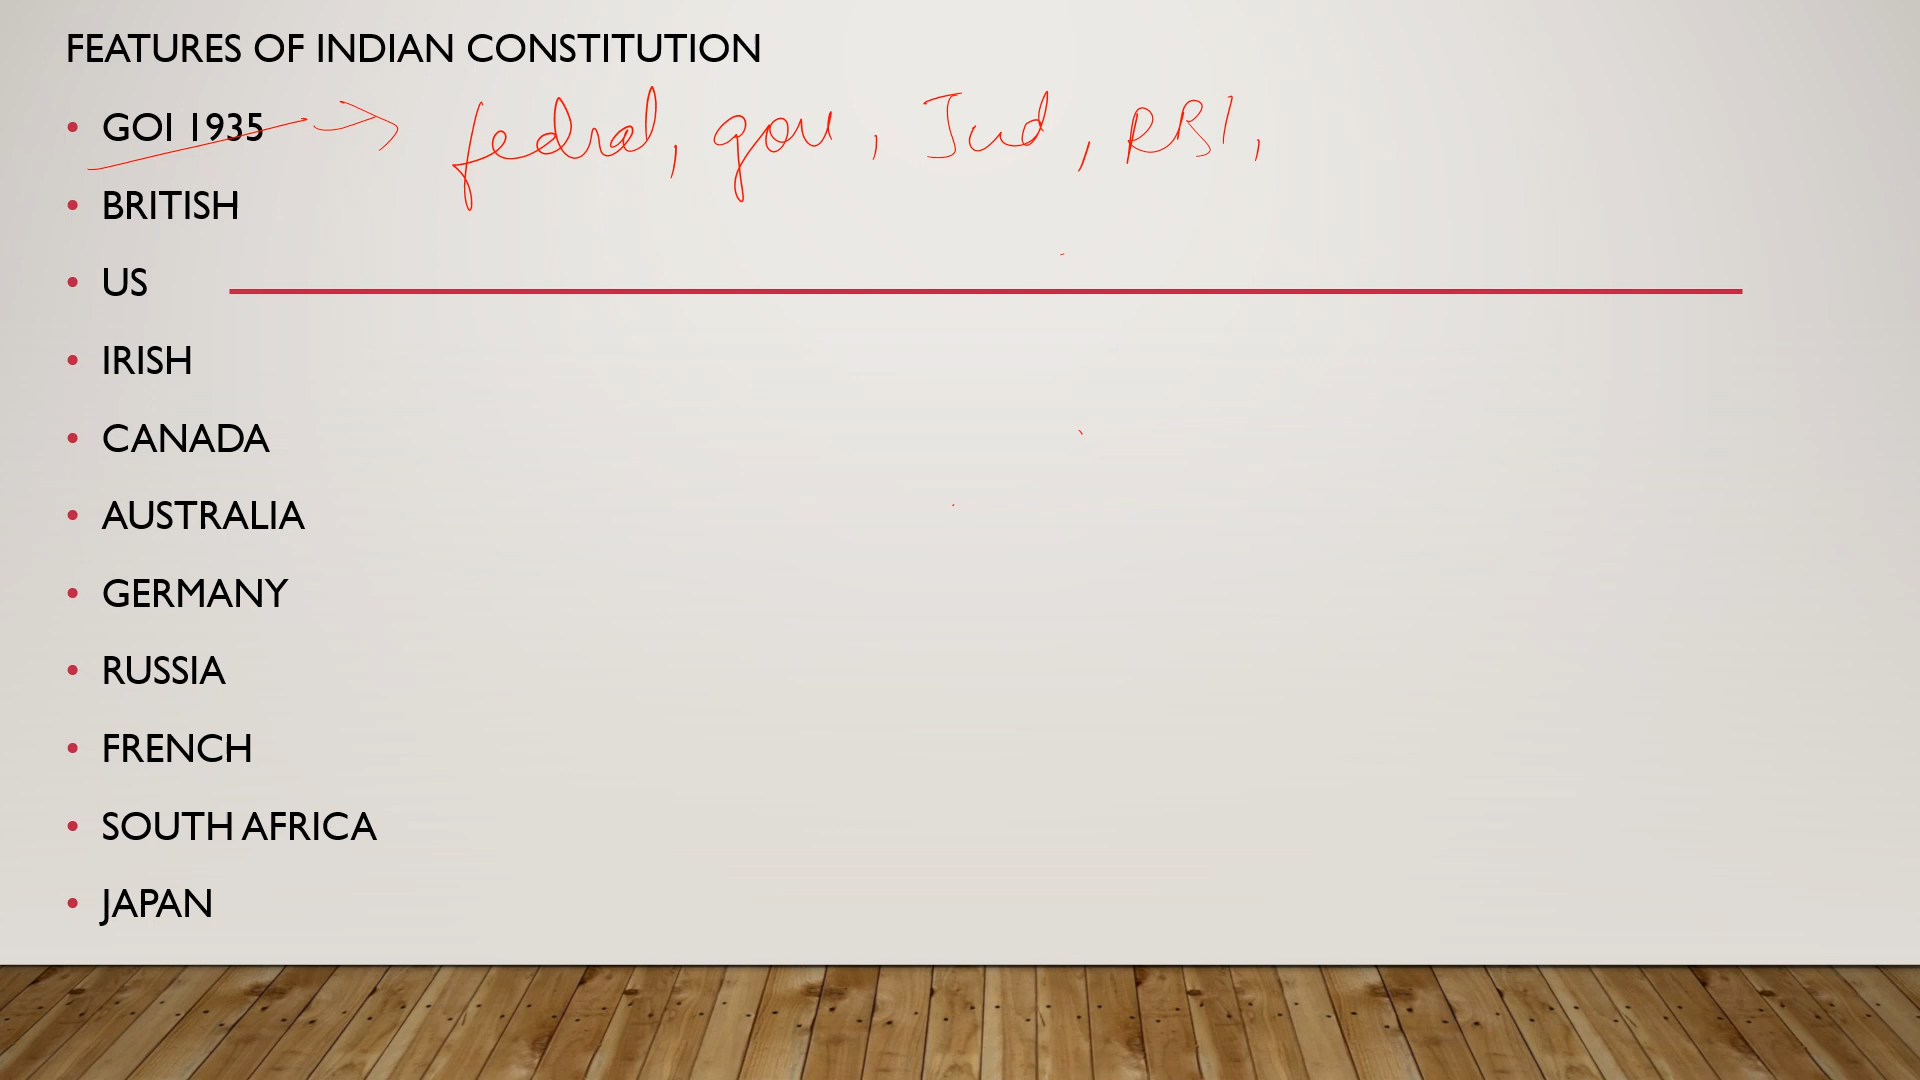 FEATURES OF INDIAN CONSTITUTION
• GOI 1935 → fedral, gov, Jud, RBI,
• BRITISH
• US
• IRISH
• CANADA
• AUSTRALIA
• GERMANY
• RUSSIA
• FRENCH
• SOUTH AFRICA
• JAPAN